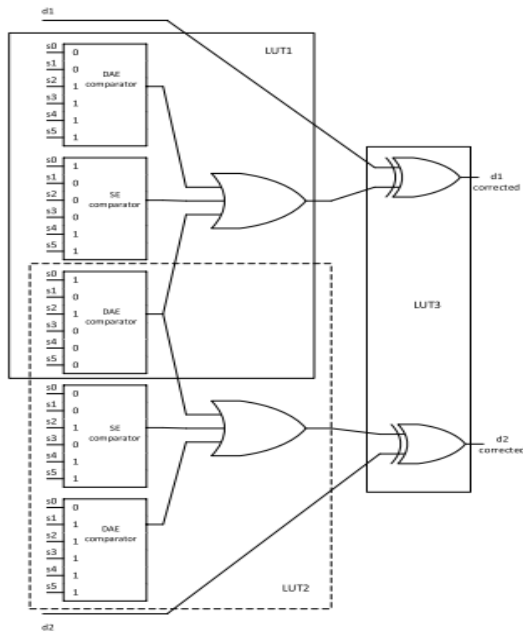 d1
LUT1
s0 0
s1 0
s2 1
s3 1
s4 1
s5 1
DAE
comparator
s0 1
s1 0
s2 0
s3 0
s4 1
s5 1
SE
comparator
s0 1
s1 0
s2 1
s3 0
s4 0
s5 0
DAE
comparator
s0 0
s1 0
s2 1
s3 0
s4 1
s5 1
SE
comparator
s0 0
s1 1
s2 1
s3 1
s4 1
s5 1
DAE
comparator
LUT2
d2
LUT3
d1
corrected
d2
corrected